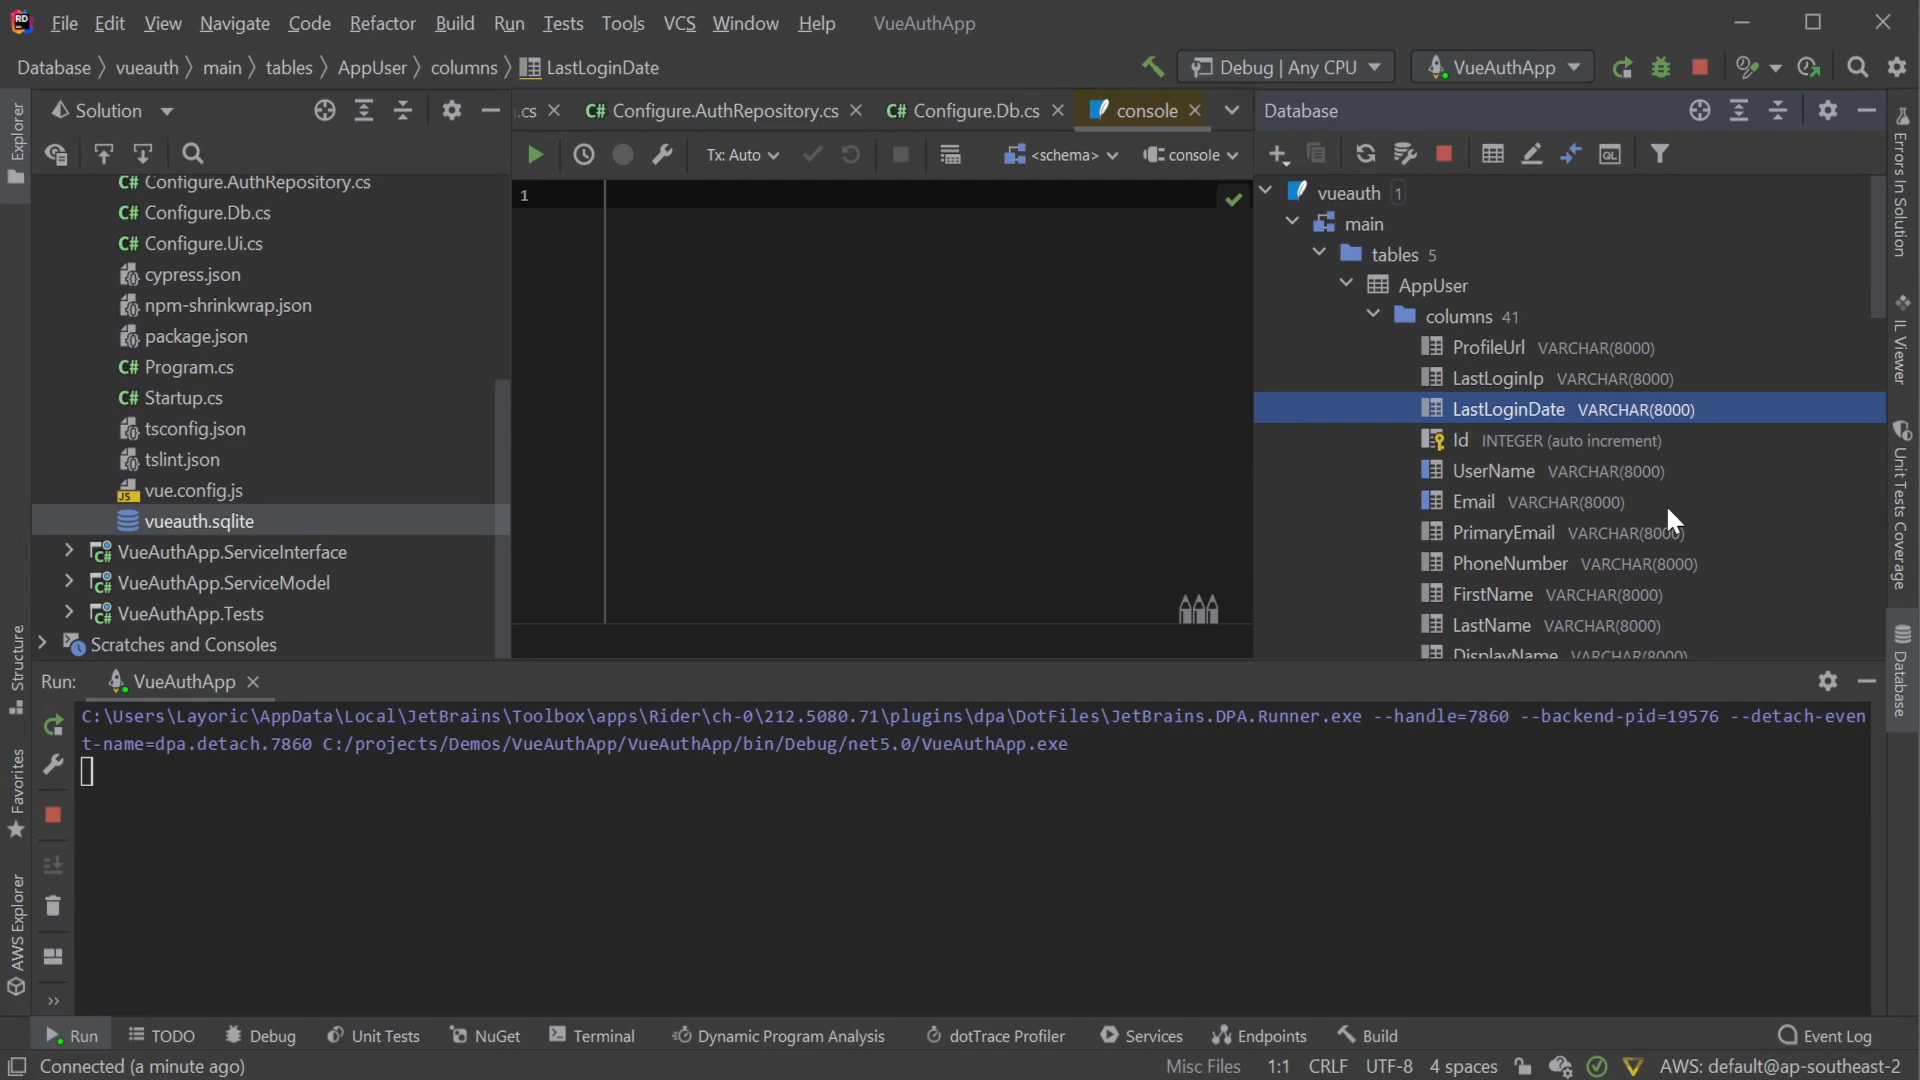 File Edit View Navigate Code Refactor Build Run Tests Tools VCS Window Help VueAuthApp
Database vueauth main tables AppUser columns LastLoginDate
Debug | Any CPU
VueAuthApp
Explorer
Structure
Favorites
AWS Explorer
Solution
C# Configure.AuthRepository.cs
C# Configure.Db.cs
C# Configure.Ui.cs
cypress.json
npm-shrinkwrap.json
package.json
C# Program.cs
C# Startup.cs
tsconfig.json
tslint.json
JS vue.config.js
vueauth.sqlite
VueAuthApp.ServiceInterface
VueAuthApp.ServiceModel
VueAuthApp.Tests
Scratches and Consoles
.cs
C# Configure.AuthRepository.cs
C# Configure.Db.cs
console
Tx: Auto
<schema>
console
1
Database
QL
vueauth 1
main
tables 5
AppUser
columns 41
ProfileUrl VARCHAR(8000)
LastLoginIp VARCHAR(8000)
LastLoginDate VARCHAR(8000)
Id INTEGER (auto increment)
UserName VARCHAR(8000)
Email VARCHAR(8000)
PrimaryEmail VARCHAR(8000)
PhoneNumber VARCHAR(8000)
FirstName VARCHAR(8000)
LastName VARCHAR(8000)
DisplayName VARCHAR(8000)
Errors In Solution
IL Viewer
Unit Tests Coverage
Database
Run: VueAuthApp
C:\Users\Layoric\AppData\Local\JetBrains\Toolbox\apps\Rider\ch-0\212.5080.71\plugins\dpa\DotFiles\JetBrains.DPA.Runner.exe --handle=7860 --backend-pid=19576 --detach-even
t-name=dpa.detach.7860 C:/projects/Demos/VueAuthApp/VueAuthApp/bin/Debug/net5.0/VueAuthApp.exe
Run TODO Debug Unit Tests NuGet Terminal Dynamic Program Analysis dotTrace Profiler Services Endpoints Build Event Log
Connected (a minute ago)
Misc Files 1:1 CRLF UTF-8 4 spaces AWS: default@ap-southeast-2